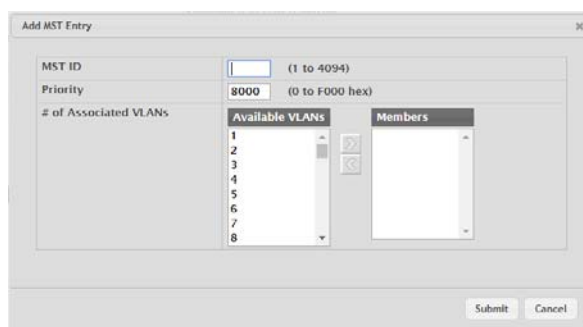 Add MST Entry
MST ID (1 to 4094)
Priority 8000 (0 to F000 hex)
# of Associated VLANs Available VLANs Members
1
2
3
4
5
6
7
8
Submit Cancel